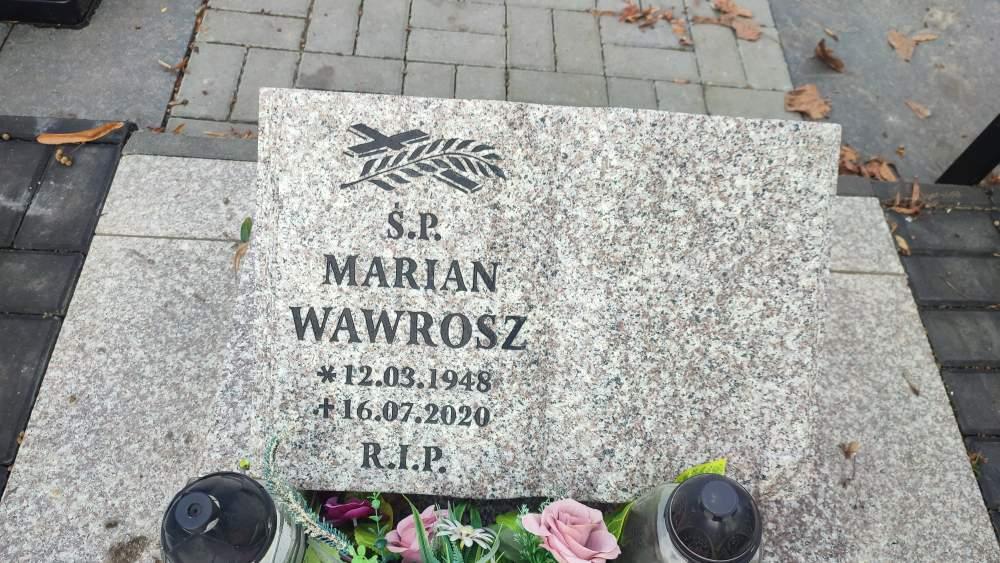 Ś.P.
MARIAN
WAWROSZ
*12.03.1948
+16.07.2020
R.I.P.